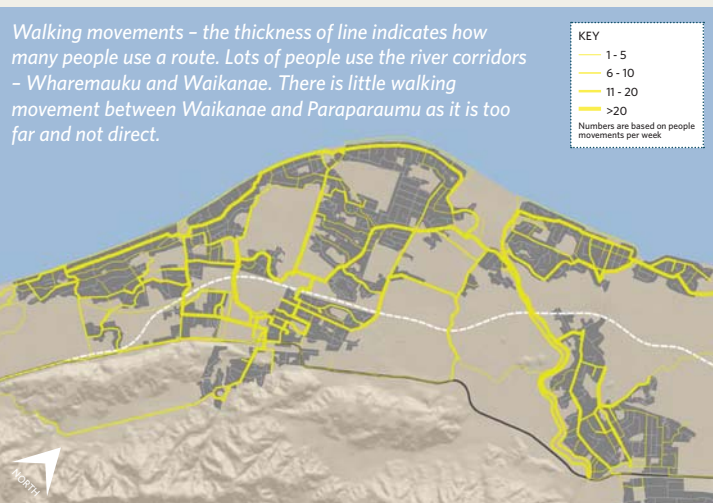 Walking movements – the thickness of line indicates how
many people use a route. Lots of people use the river corridors
– Wharemauku and Waikanae. There is little walking
movement between Waikanae and Paraparaumu as it is too
far and not direct.
KEY
1 - 5
6 - 10
11 - 20
>20
Numbers are based on people
movements per week
NORTH